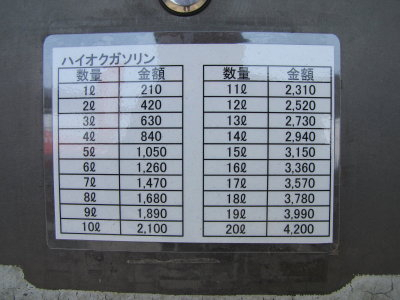 ハイオクガソリン
数量 金額
1ℓ 210
2ℓ 420
3ℓ 630
4ℓ 840
5ℓ 1,050
6ℓ 1,260
7ℓ 1,470
8ℓ 1,680
9ℓ 1,890
10ℓ 2,100
数量 金額
11ℓ 2,310
12ℓ 2,520
13ℓ 2,730
14ℓ 2,940
15ℓ 3,150
16ℓ 3,360
17ℓ 3,570
18ℓ 3,780
19ℓ 3,990
20ℓ 4,200